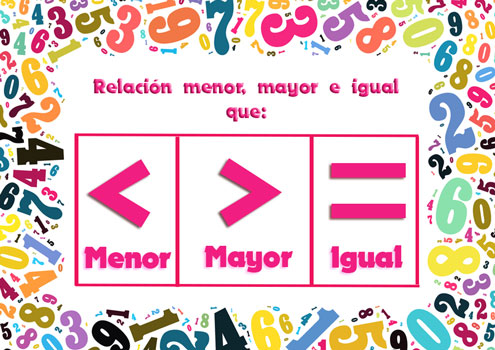 Relación menor, mayor e igual
que:
< > =
Menor Mayor Igual